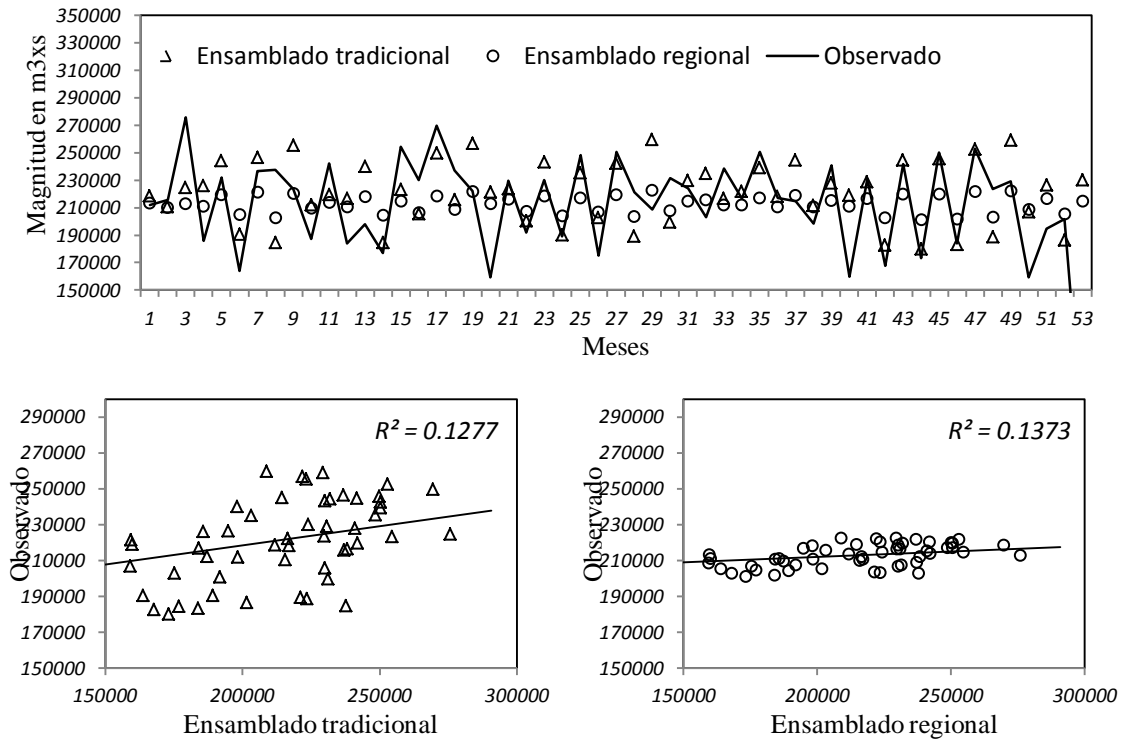 350000
330000
310000
290000
270000
250000
230000
210000
190000
170000
150000
Magnitud en m3xs
Ensamblado tradicional Ensamblado regional Observado
1 3 5 7 9 11 13 15 17 19 21 23 25 27 29 31 33 35 37 39 41 43 45 47 49 51 53
Meses
290000
270000
250000
230000
210000
190000
170000
150000
Observado
R² = 0.1277
150000 200000 250000 300000
Ensamblado tradicional
290000
270000
250000
230000
210000
190000
170000
150000
Observado
R² = 0.1373
150000 200000 250000 300000
Ensamblado regional